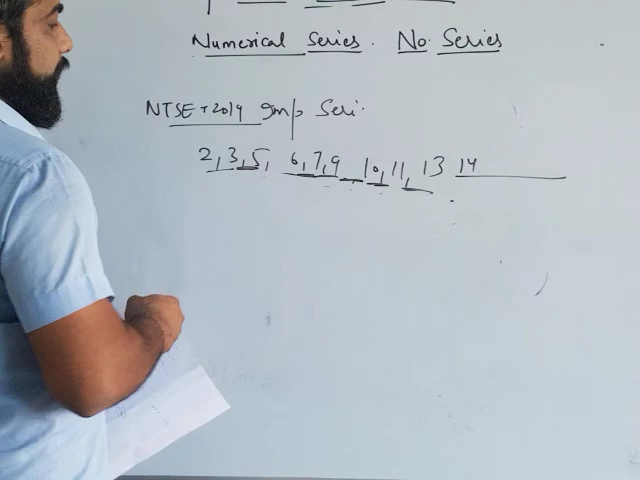 Numerical Series. No. Series
NTSE 2019 Imp Seri.
2, 3, 5, 6, 7, 9 10, 11, 13 14